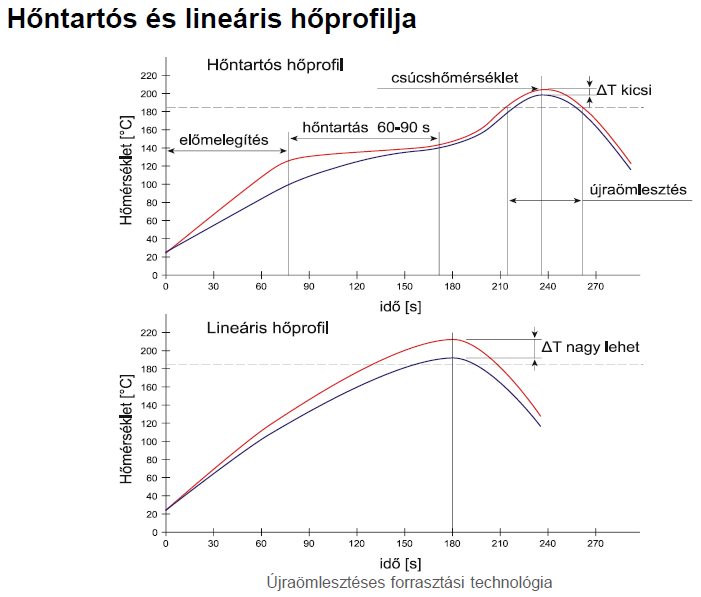 Hőntartós és lineáris hőprofilja
Hőntartós hőprofil
csúcshőmérséklet
ΔT kicsi
előmelegítés
hőntartás 60-90 s
újraömlesztés
Hőmérséklet [°C]
220
200
180
160
140
120
100
80
60
40
20
0
0 30 60 90 120 150 180 210 240 270
idő [s]
Lineáris hőprofil
ΔT nagy lehet
Hőmérséklet [°C]
220
200
180
160
140
120
100
80
60
40
20
0
0 30 60 90 120 150 180 210 240 270
idő [s]
Újraömlesztéses forrasztási technológia